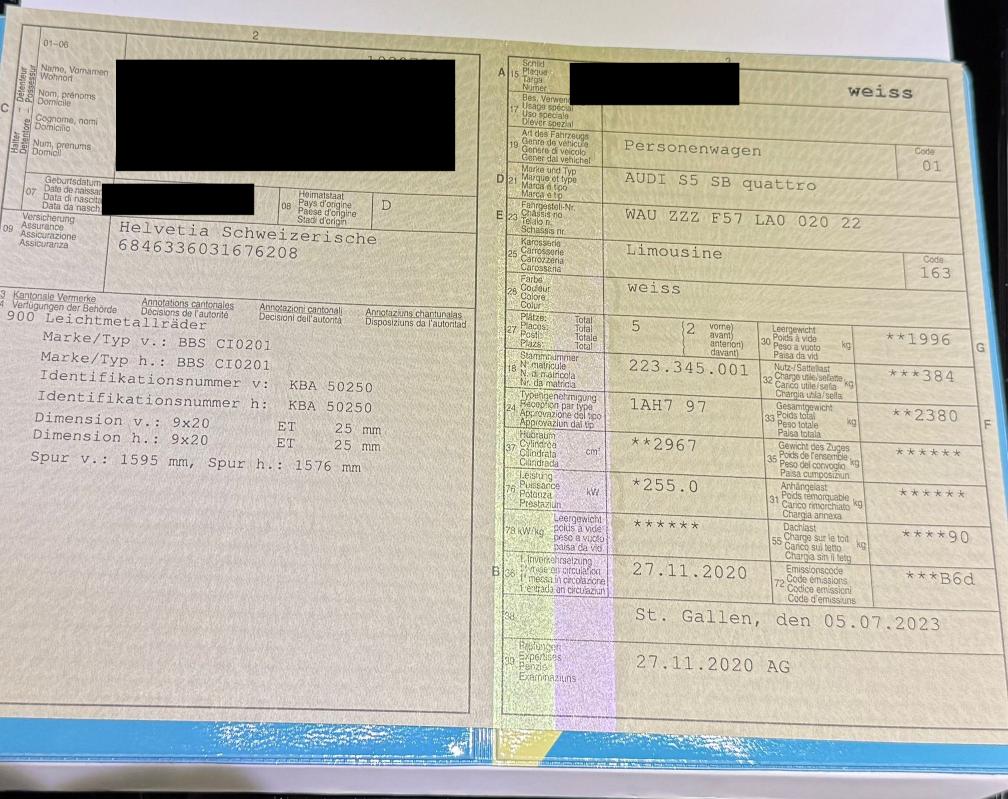 2
01-06
C
Halter
Detentore
Détenteur
Possessur
Name, Vornamen
Wohnort
Nom, prénoms
Domicile
Cognome, nomi
Domicilio
Num, prenums
Domicil
07
Geburtsdatum
Date de naissan
Data di nascita
Data da nasch.
08
Heimatstaat
Pays d'origine
Paese d'origine
Stadi d'origin
D
09
Versicherung
Assurance
Assicurazione
Assicuranza
Helvetia Schweizerische
6846336031676208
Kantonale Vermerke
Verfügungen der Behörde
Annotations cantonales
Décisions de l'autorité
Annotazioni cantonali
Decisioni dell'autorità
Annotaziuns chantunalas
Disposiziuns da l'autoritad
900 Leichtmetallräder
Marke/Typ v.: BBS CI0201
Marke/Typ h.: BBS CI0201
Identifikationsnummer v: KBA 50250
Identifikationsnummer h: KBA 50250
Dimension v.: 9x20 ET 25 mm
Dimension h.: 9x20 ET 25 mm
Spur v.: 1595 mm, Spur h.: 1576 mm
A
15
Schild
Plaque
Targa
Numer
weiss
17
Bes. Verwen
Usage spécial
Uso speciale
Diever spezial
19
Art des Fahrzeugs
Genre de véhicule
Genere di veicolo
Gener dal vehichel
Personenwagen
Code
01
D
21
Marke und Typ
Marque et type
Marca e tipo
Marca e tip
AUDI S5 SB quattro
E
23
Fahrgestell-Nr.
Châssis no
Telaio n.
Schassis nr.
WAU ZZZ F57 LA0 020 22
25
Karosserie
Carrosserie
Carrozzeria
Carossaria
Limousine
Code
163
26
Farbe
Couleur
Colore
Colur
weiss
27
Plätze: Total
Places: Total
Posti: Totale
Plazs: Total
5
(2
vorne)
avant)
anteriori)
davant)
30
Leergewicht
Poids à vide
Peso a vuoto
Paisa da vid
kg
**1996
G
18
Stammnummer
N° matricule
N. di matricola
Nr. da matricla
223.345.001
32
Nutz-/Sattellast
Charge utile/sellette
Carico utile/sella
Chargia utila/sella
kg
***384
24
Typengenehmigung
Réception par type
Approvazione del tipo
Approvaziun dal tip
1AH7 97
33
Gesamtgewicht
Poids total
Peso totale
Paisa totala
kg
**2380
F
37
Hubraum
Cylindrée
Cilindrata
Cilindrada
cm³
**2967
35
Gewicht des Zuges
Poids de l'ensemble
Peso del convoglio
Paisa cumposiziun
kg
******
76
Leistung
Puissance
Potenza
Prestaziun
kW
*255.0
31
Anhängelast
Poids remorquable
Carico rimorchiato
Chargia annexa
kg
******
78 kW/kg
Leergewicht
poids à vide
peso a vuoto
paisa da vid
******
55
Dachlast
Charge sur le toit
Carico sul tetto
Chargia sin il tetg
kg
****90
B
36
1. Inverkehrsetzung
1re mise en circulation
1a messa in circolazione
1. entrada en circulaziun
27.11.2020
72
Emissionscode
Code émissions
Codice emissioni
Code d'emissiuns
***B6d
38
St. Gallen, den 05.07.2023
39
Prüfungen
Expertises
Perizie
Examinaziuns
27.11.2020 AG